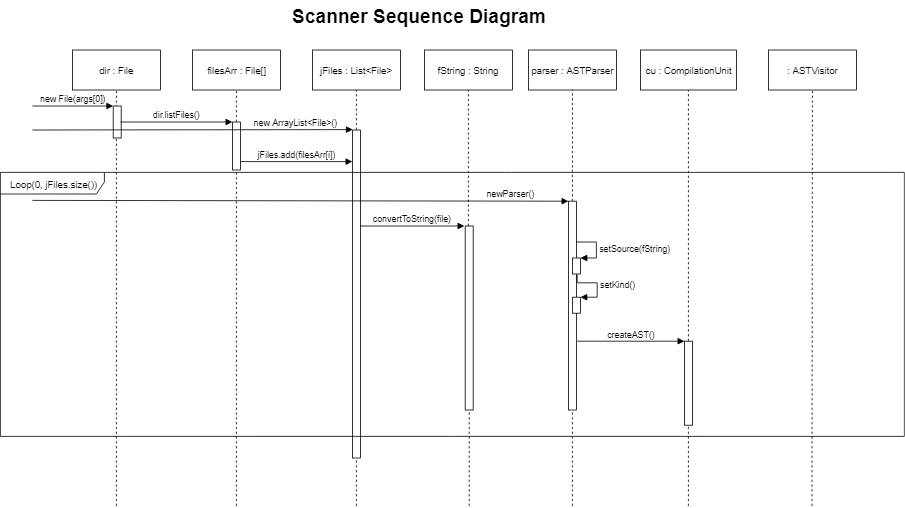 Scanner Sequence Diagram
dir : File
filesArr : File[]
jFiles : List<File>
fString : String
parser : ASTParser
cu : CompilationUnit
: ASTVisitor
new File(args[0])
dir.listFiles()
new ArrayList<File>()
jFiles.add(filesArr[i])
Loop(0, jFiles.size())
newParser()
convertToString(file)
setSource(fString)
setKind()
createAST()